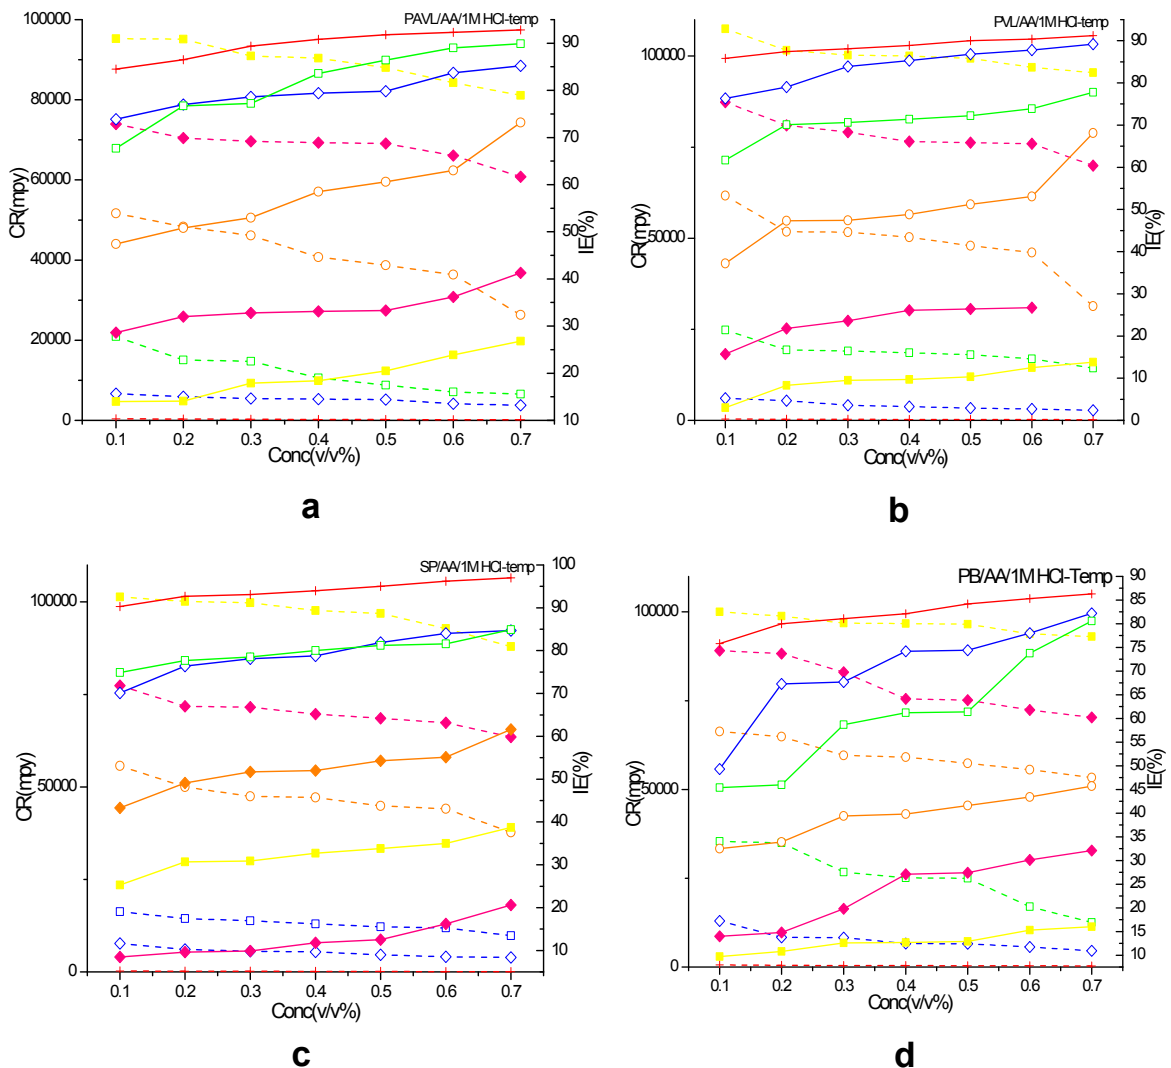 PAVL/AA/1M HCl-temp
100000
80000
60000
40000
20000
0
CR(mpy)
90
80
70
60
50
40
30
20
10
IE(%)
0.1 0.2 0.3 0.4 0.5 0.6 0.7
Conc(v/v%)
a
PVL/AA/1M HCl-temp
100000
50000
0
CR(mpy)
90
80
70
60
50
40
30
20
10
0
IE(%)
0.1 0.2 0.3 0.4 0.5 0.6 0.7
Conc(v/v%)
b
SP/AA/1M HCl-temp
100000
50000
0
CR(mpy)
100
90
80
70
60
50
40
30
20
10
IE(%)
0.1 0.2 0.3 0.4 0.5 0.6 0.7
Conc(v/v%)
c
PB/AA/1M HCl-Temp
100000
50000
0
CR(mpy)
90
85
80
75
70
65
60
55
50
45
40
35
30
25
20
15
10
IE(%)
0.1 0.2 0.3 0.4 0.5 0.6 0.7
Conc(v/v%)
d